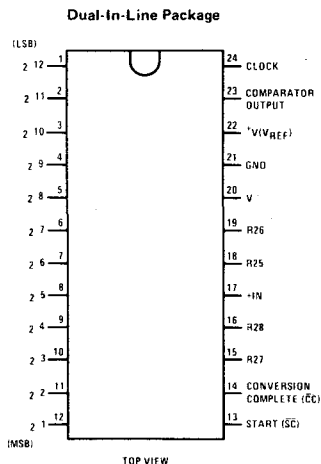 Dual-In-Line Package
(LSB)
2 12 1
2 11 2
2 10 3
2 9 4
2 8 5
2 7 6
2 6 7
2 5 8
2 4 9
2 3 10
2 2 11
2 1 12
(MSB)
24 CLOCK
23 COMPARATOR
OUTPUT
22 +V(VREF)
21 GND
20 V
19 R26
18 R25
17 +IN
16 R28
15 R27
14 CONVERSION
COMPLETE (C̅C̅)
13 START (S̅C̅)
TOP VIEW